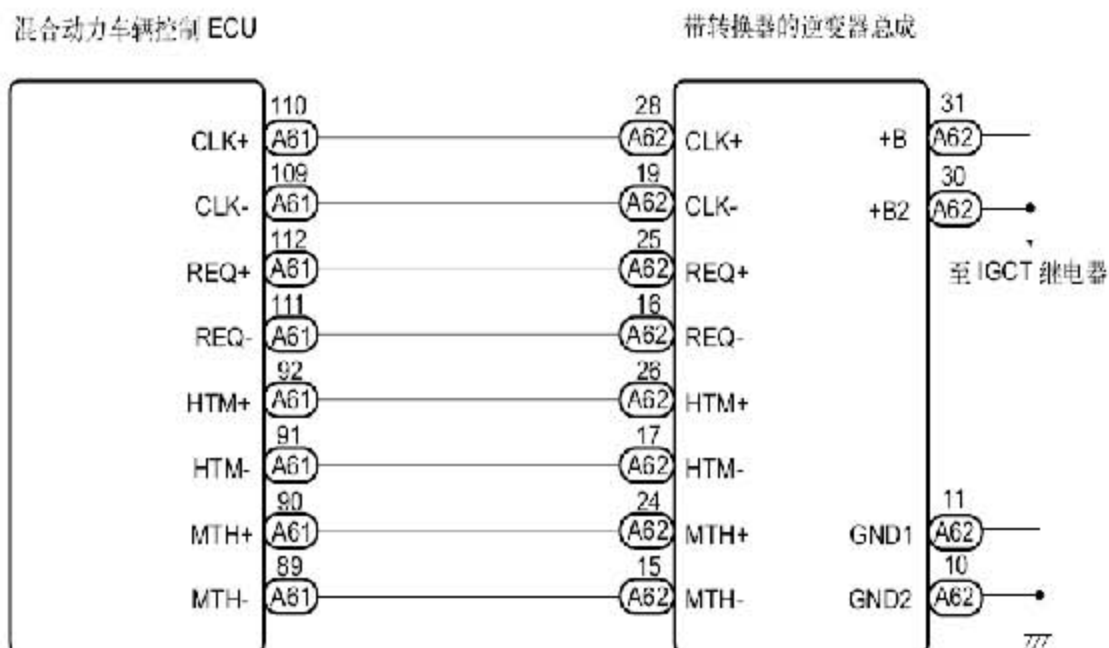 混合动力车辆控制 ECU
带转换器的逆变器总成
110 28 31
CLK+ A61 A62 CLK+ +B A62
109 19 30
CLK- A61 A62 CLK- +B2 A62
112 25
REQ+ A61 A62 REQ+
至 IGCT 继电器
111 16
REQ- A61 A62 REQ-
92 26
HTM+ A61 A62 HTM+
91 17
HTM- A61 A62 HTM-
90 24 11
MTH+ A61 A62 MTH+ GND1 A62
89 15 10
MTH- A61 A62 MTH- GND2 A62